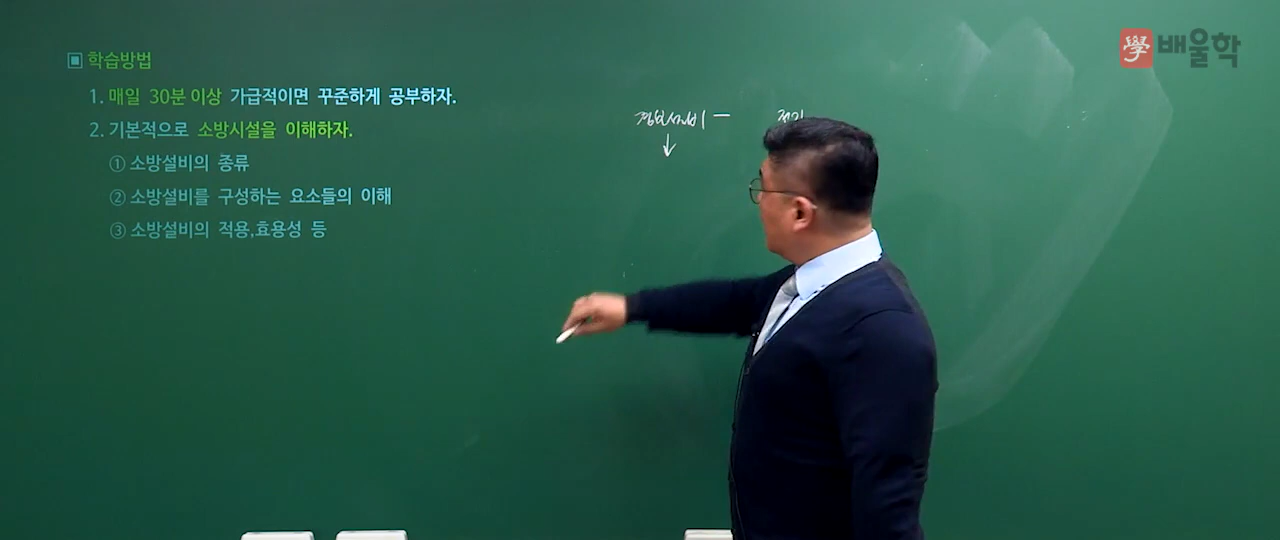 ▣ 학습방법
1. 매일 30분 이상 가급적이면 꾸준하게 공부하자.
2. 기본적으로 소방시설을 이해하자.
① 소방설비의 종류
② 소방설비를 구성하는 요소들의 이해
③ 소방설비의 적용,효용성 등
경보설비 ―
↓
學 배울학